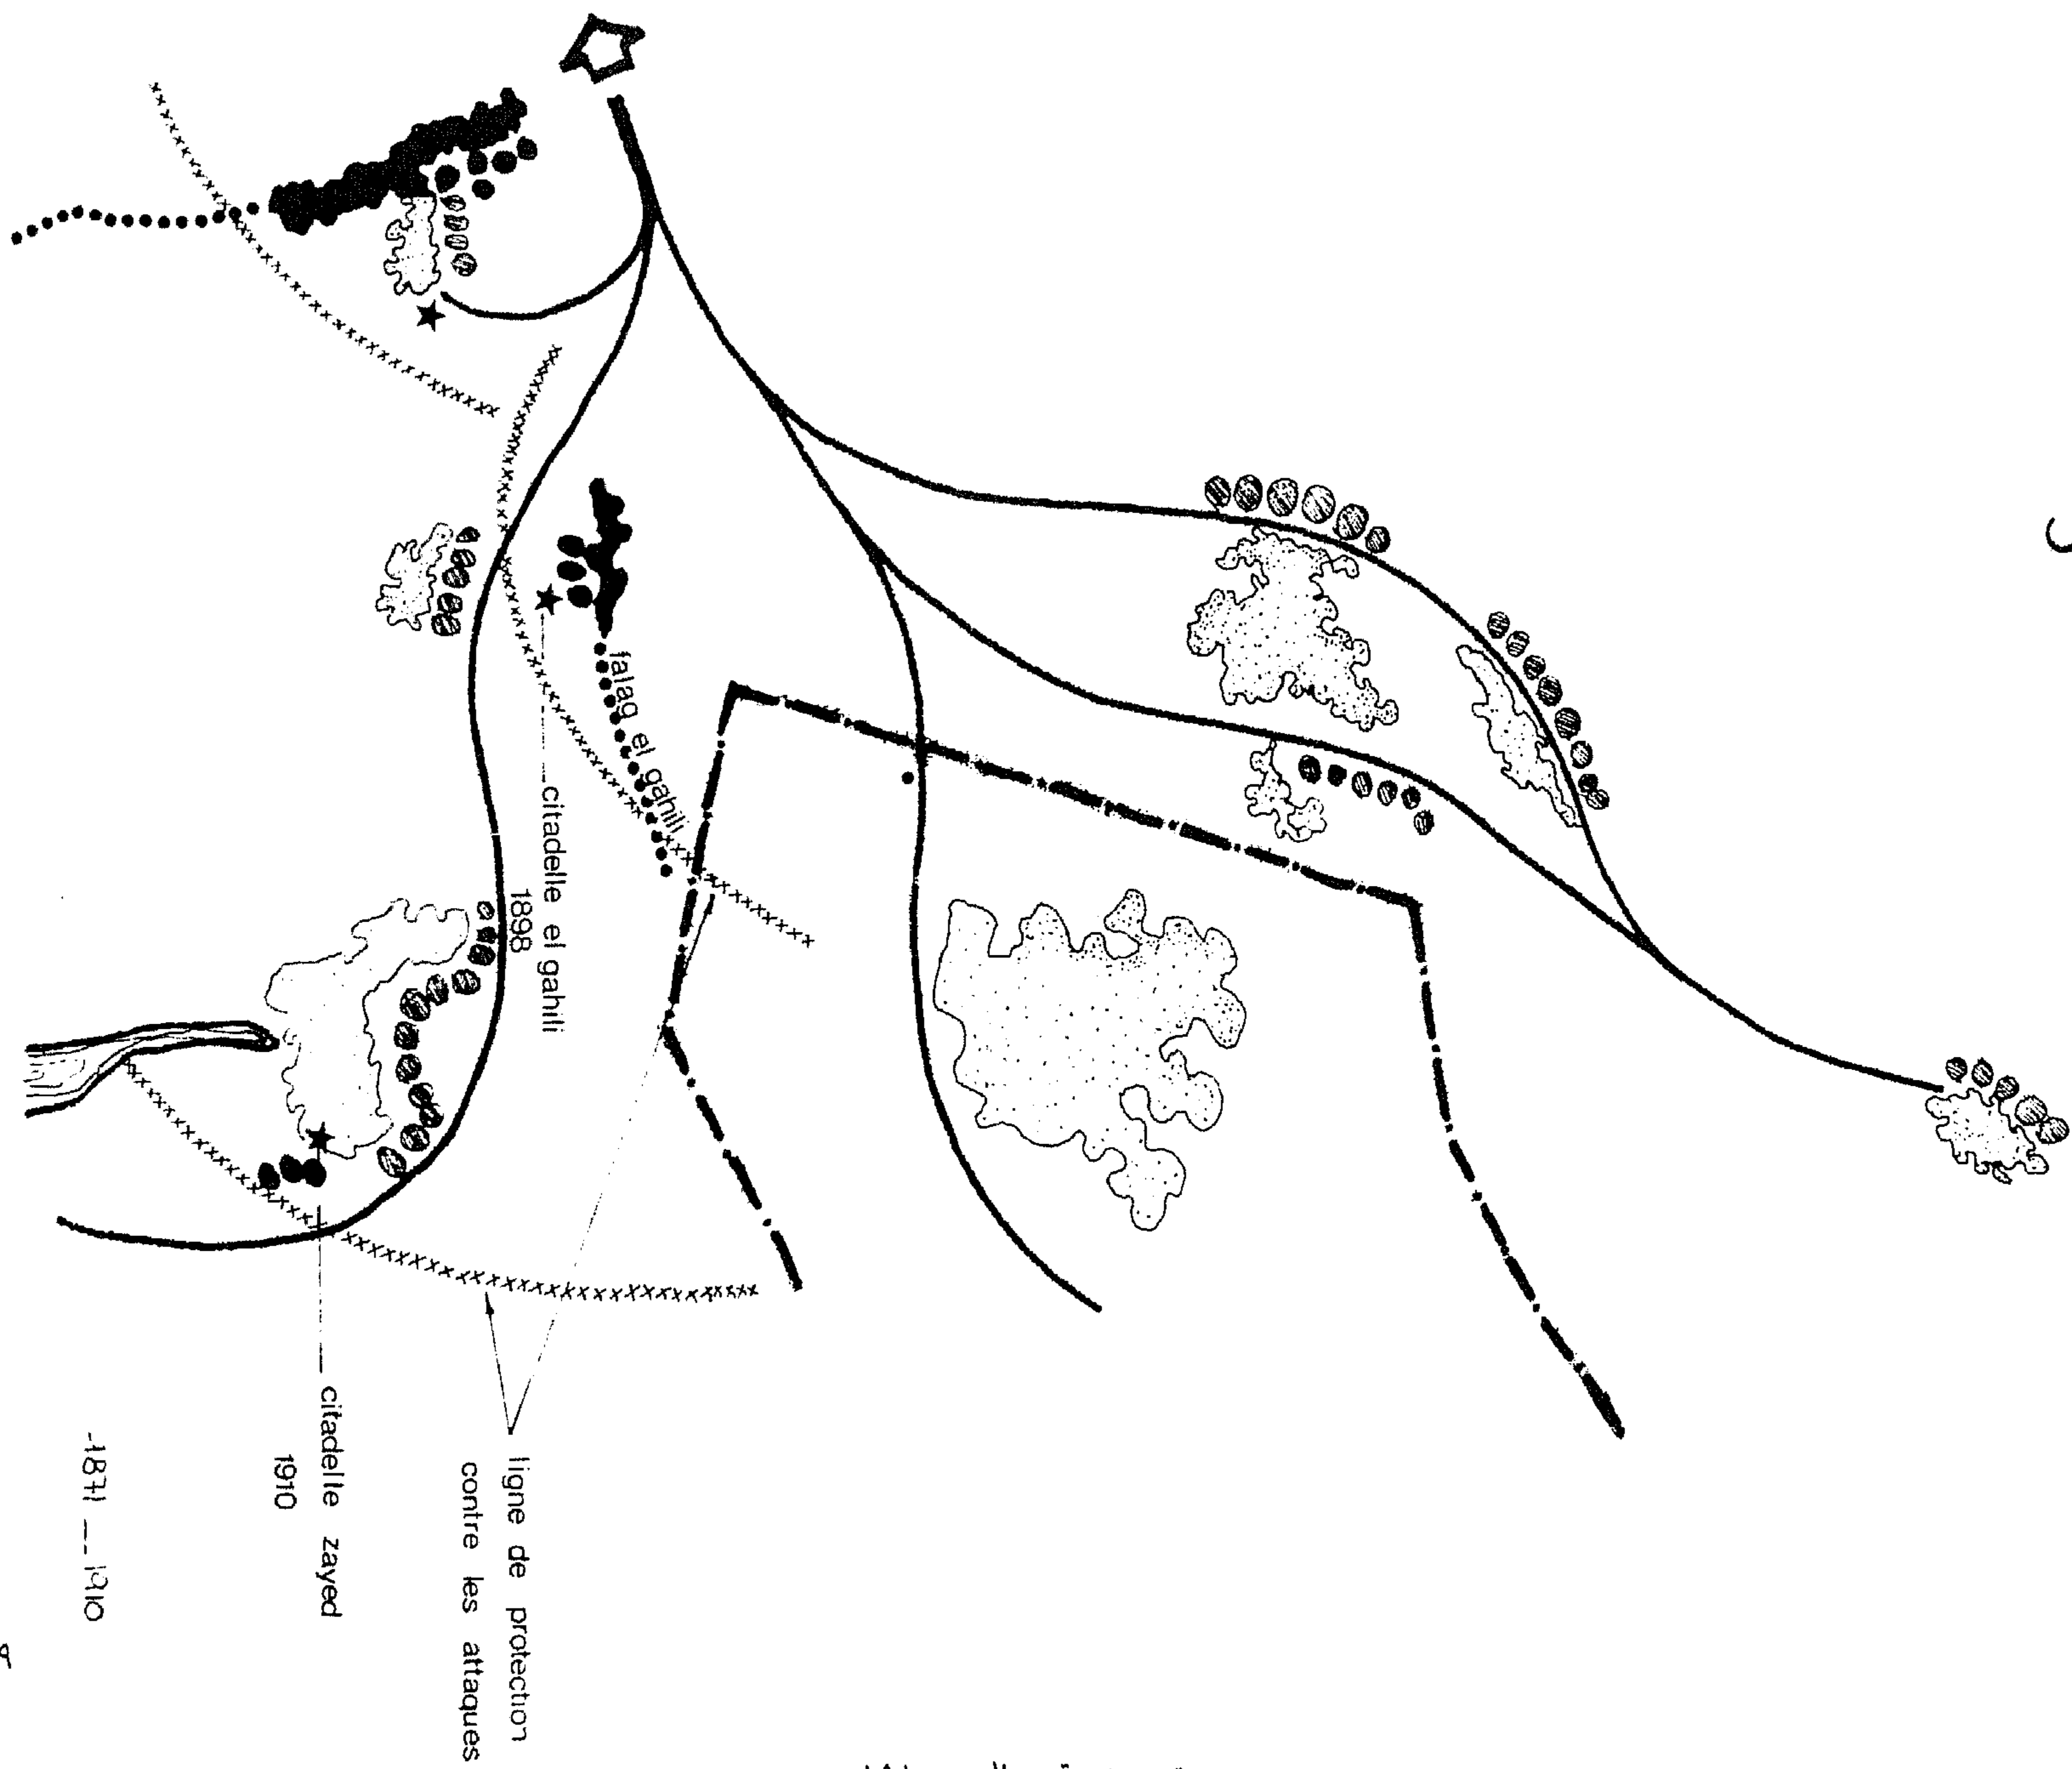 falag el gahili
citadelle el gahili
1898
ligne de protection
contre les attaques
citadelle zayed
1910
-1871 ---1910